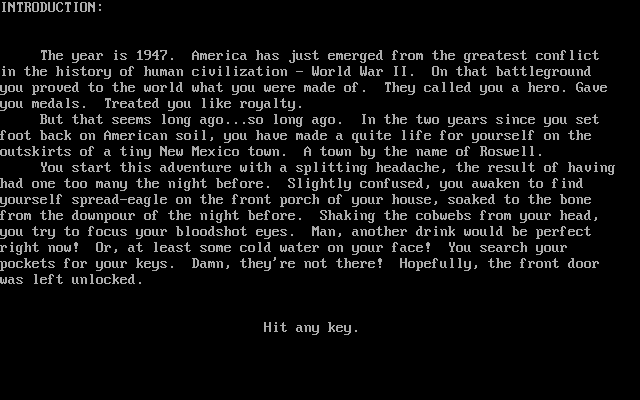 INTRODUCTION:
The year is 1947.  America has just emerged from the greatest conflict
in the history of human civilization - World War II.  On that battleground
you proved to the world what you were made of.  They called you a hero. Gave
you medals.  Treated you like royalty.
But that seems long ago...so long ago.  In the two years since you set
foot back on American soil, you have made a quite life for yourself on the
outskirts of a tiny New Mexico town.  A town by the name of Roswell.
You start this adventure with a splitting headache, the result of having
had one too many the night before.  Slightly confused, you awaken to find
yourself spread-eagle on the front porch of your house, soaked to the bone
from the downpour of the night before.  Shaking the cobwebs from your head,
you try to focus your bloodshot eyes.  Man, another drink would be perfect
right now!  Or, at least some cold water on your face!  You search your
pockets for your keys.  Damn, they're not there!  Hopefully, the front door
was left unlocked.
Hit any key.